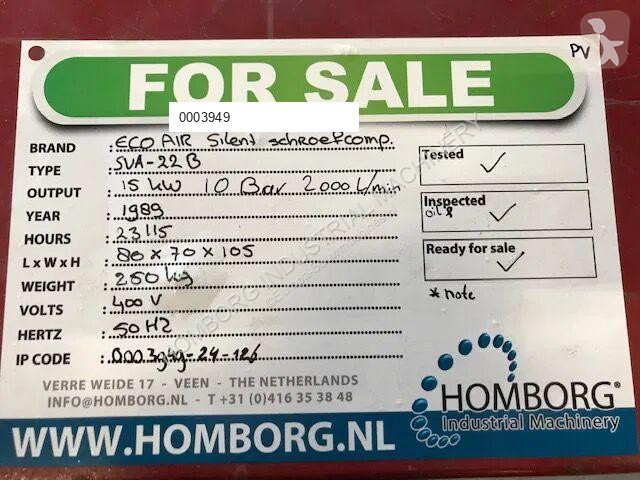 PV
FOR SALE
0003949
BRAND : ECO AIR Silent schroefcomp.
TYPE : SVA-22B
OUTPUT : 15 kW 10 Bar 2000 L/min
YEAR : 1989
HOURS : 23115
L x W x H : 80 x 70 x 105
WEIGHT : 250 kg
VOLTS : 400 V
HERTZ : 50 HZ
IP CODE : 0003949-24-126
Tested ✓
Inspected ✓
oil &
Ready for sale ✓
* note
HOMBORG INDUSTRIAL MACHINERY
VERRE WEIDE 17 - VEEN - THE NETHERLANDS
INFO@HOMBORG.NL - T +31 (0)416 35 38 48
HOMBORG®
Industrial Machinery
WWW.HOMBORG.NL